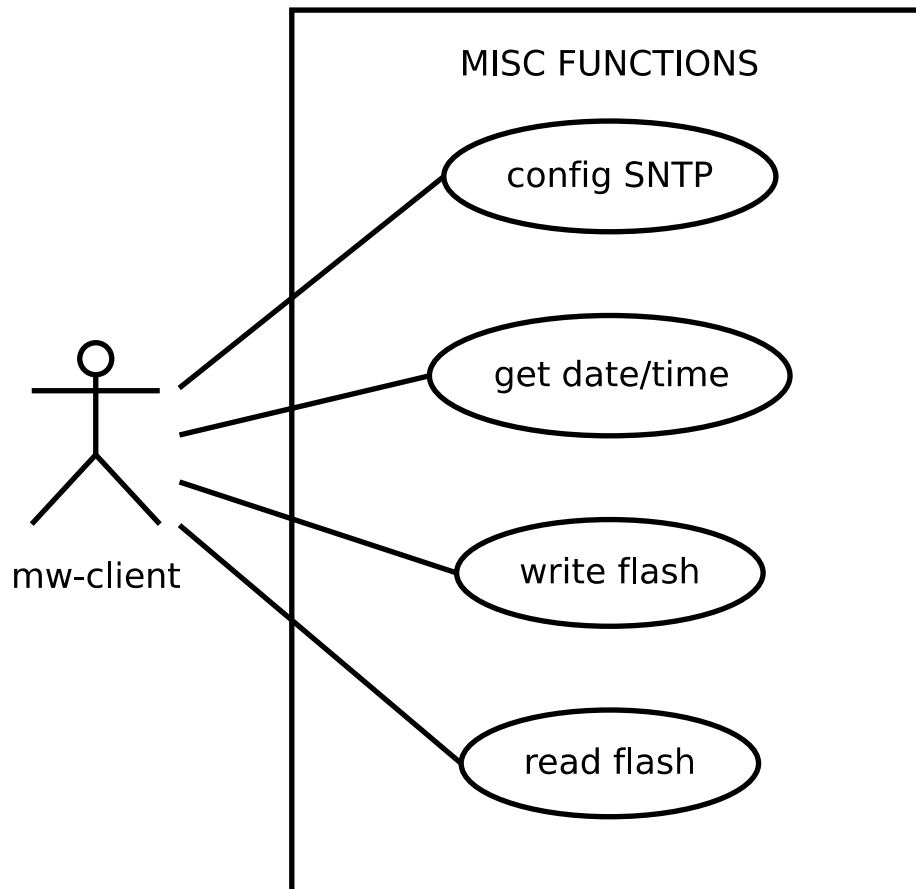 MISC FUNCTIONS
config SNTP
get date/time
write flash
mw-client
read flash